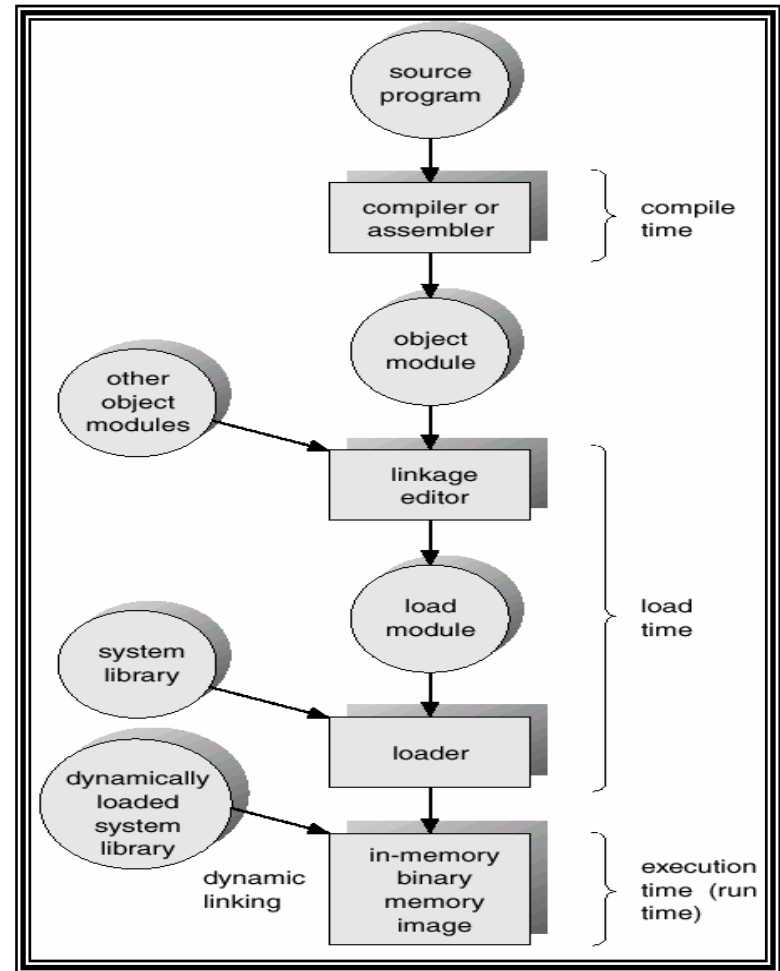 source
program
compiler or
assembler
compile
time
object
module
other
object
modules
linkage
editor
load
module
load
time
system
library
loader
dynamically
loaded
system
library
dynamic
linking
in-memory
binary
memory
image
execution
time (run
time)